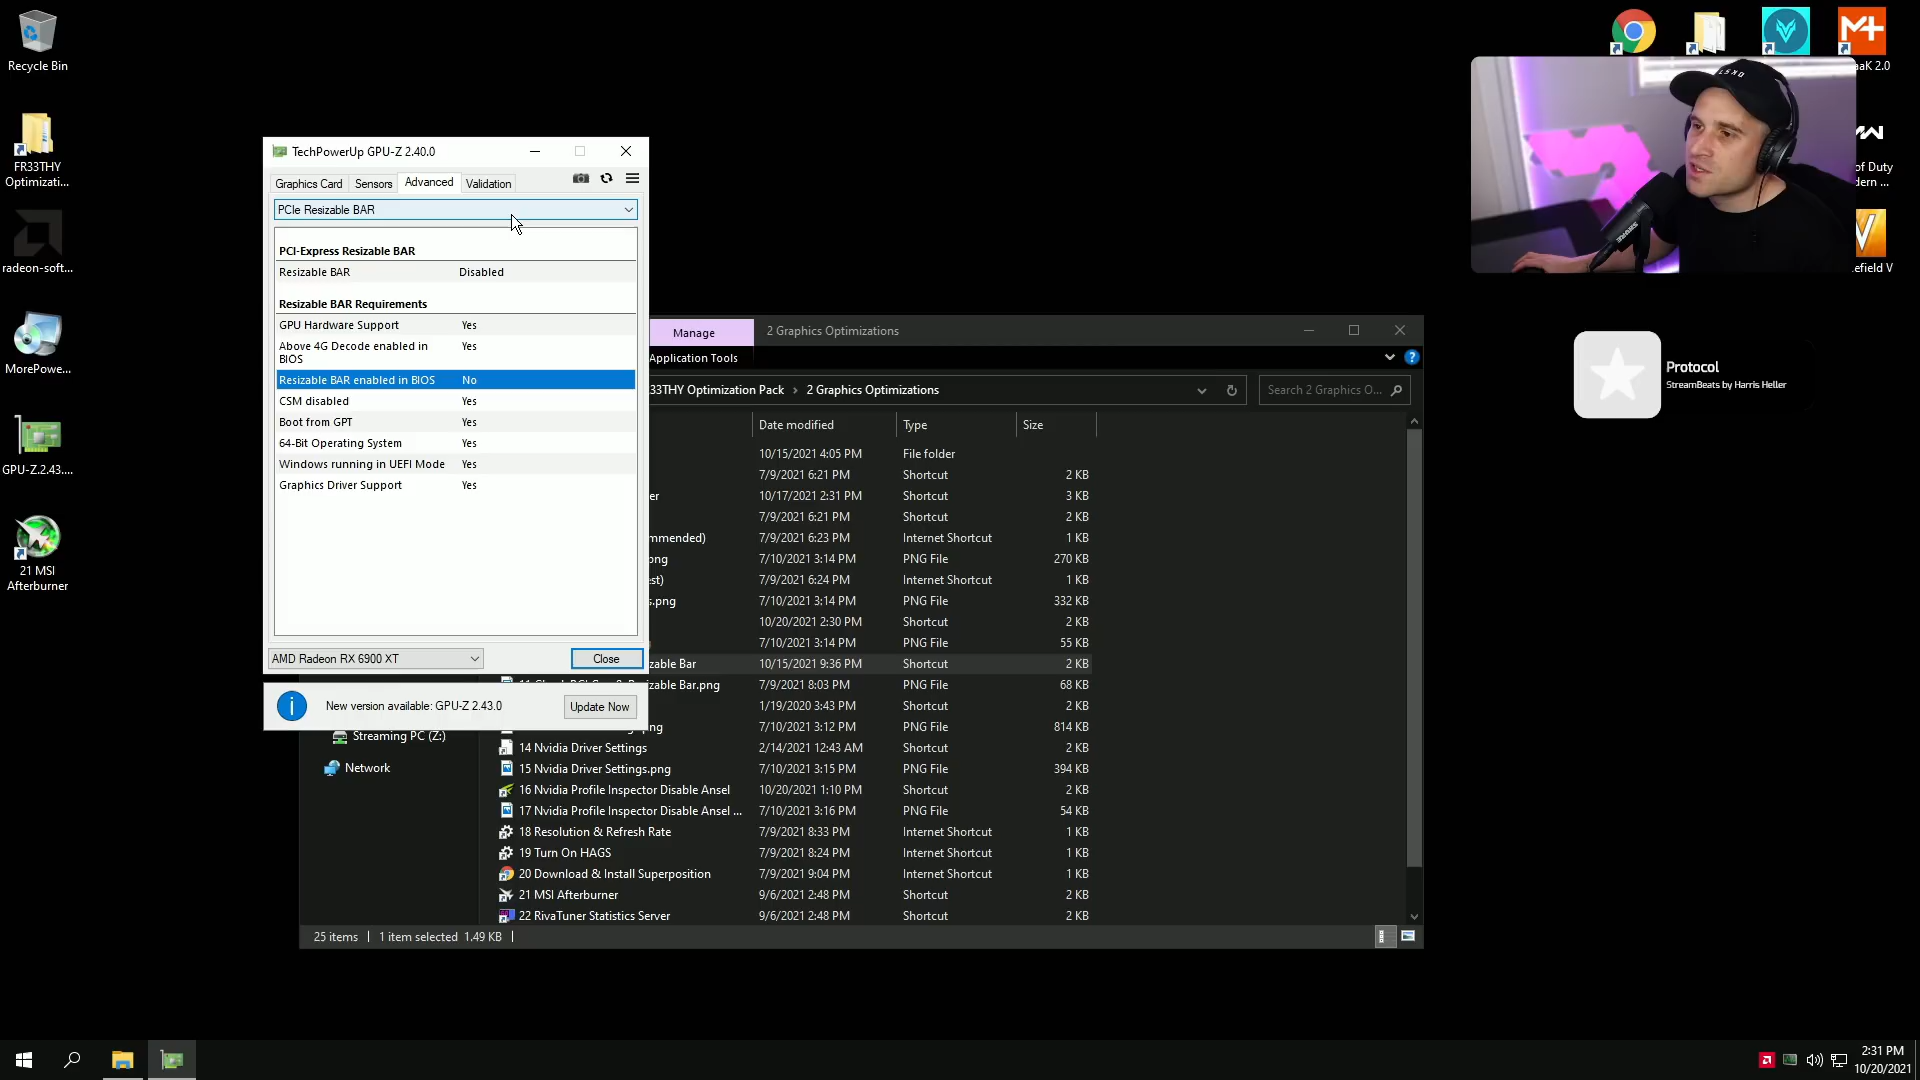 Recycle Bin
FR33THY
Optimizati...
radeon-soft...
MorePowe...
GPU-Z.2.43....
21 MSI
Afterburner
TechPowerUp GPU-Z 2.40.0
Graphics Card
Sensors
Advanced
Validation
PCIe Resizable BAR
PCI-Express Resizable BAR
Resizable BAR Disabled
Resizable BAR Requirements
GPU Hardware Support Yes
Above 4G Decode enabled in Yes
BIOS
Resizable BAR enabled in BIOS No
CSM disabled Yes
Boot from GPT Yes
64-Bit Operating System Yes
Windows running in UEFI Mode Yes
Graphics Driver Support Yes
AMD Radeon RX 6900 XT
Close
New version available: GPU-Z 2.43.0
Update Now
Manage
2 Graphics Optimizations
Application Tools
33THY Optimization Pack > 2 Graphics Optimizations
Search 2 Graphics O...
Date modified Type Size
10/15/2021 4:05 PM File folder
7/9/2021 6:21 PM Shortcut 2 KB
er 10/17/2021 2:31 PM Shortcut 3 KB
7/9/2021 6:21 PM Shortcut 2 KB
mmended) 7/9/2021 6:23 PM Internet Shortcut 1 KB
png 7/10/2021 3:14 PM PNG File 270 KB
est) 7/9/2021 6:24 PM Internet Shortcut 1 KB
s.png 7/10/2021 3:14 PM PNG File 332 KB
10/20/2021 2:30 PM Shortcut 2 KB
7/10/2021 3:14 PM PNG File 55 KB
zable Bar 10/15/2021 9:36 PM Shortcut 2 KB
zable Bar.png 7/9/2021 8:03 PM PNG File 68 KB
1/19/2020 3:43 PM Shortcut 2 KB
.png 7/10/2021 3:12 PM PNG File 814 KB
14 Nvidia Driver Settings 2/14/2021 12:43 AM Shortcut 2 KB
15 Nvidia Driver Settings.png 7/10/2021 3:15 PM PNG File 394 KB
16 Nvidia Profile Inspector Disable Ansel 10/20/2021 1:10 PM Shortcut 2 KB
17 Nvidia Profile Inspector Disable Ansel ... 7/10/2021 3:16 PM PNG File 54 KB
18 Resolution & Refresh Rate 7/9/2021 8:33 PM Internet Shortcut 1 KB
19 Turn On HAGS 7/9/2021 8:24 PM Internet Shortcut 1 KB
20 Download & Install Superposition 7/9/2021 9:04 PM Internet Shortcut 1 KB
21 MSI Afterburner 9/6/2021 2:48 PM Shortcut 2 KB
22 RivaTuner Statistics Server 9/6/2021 2:48 PM Shortcut 2 KB
Streaming PC (Z:)
Network
25 items
1 item selected 1.49 KB
aaK 2.0
of Duty
dern ...
efield V
SHURE
Protocol
StreamBeats by Harris Heller
2:31 PM
10/20/2021